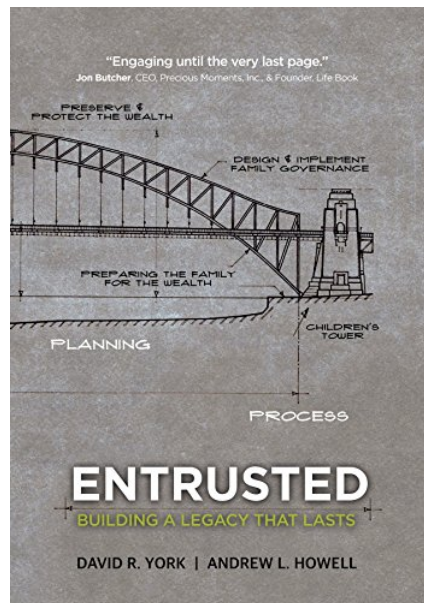 “Engaging until the very last page.”
Jon Butcher, CEO, Precious Moments, Inc., & Founder, Life Book
PRESERVE &
PROTECT THE WEALTH
DESIGN & IMPLEMENT
FAMILY GOVERNANCE
PREPARING THE FAMILY
FOR THE WEALTH
CHILDREN'S
TOWER
PLANNING
PROCESS
ENTRUSTED
BUILDING A LEGACY THAT LASTS
DAVID R. YORK | ANDREW L. HOWELL